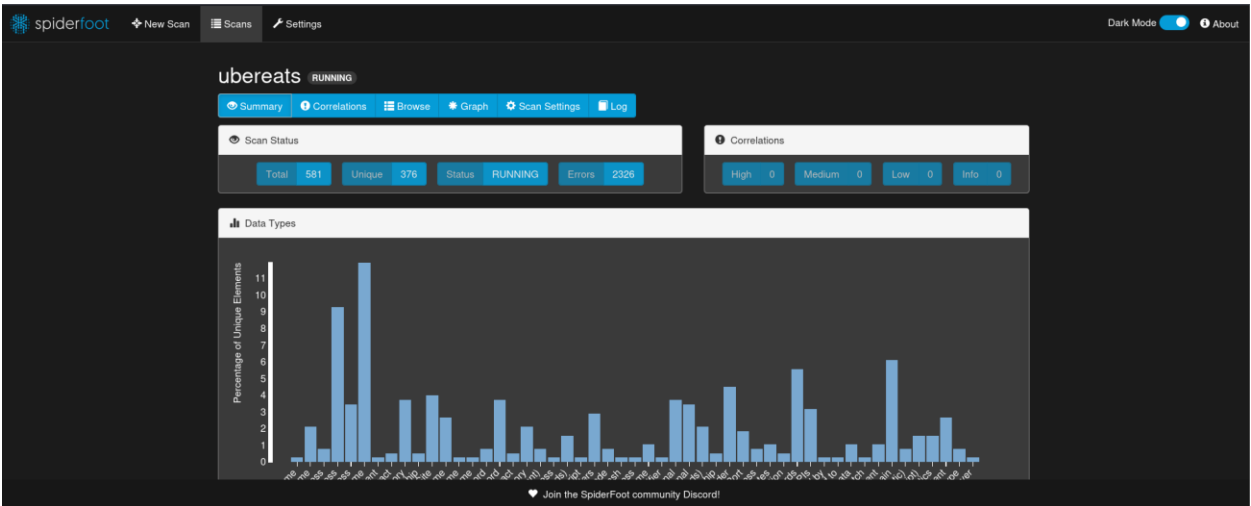 spiderfoot New Scan Scans Settings Dark Mode About
ubereats RUNNING
Summary Correlations Browse Graph Scan Settings Log
Scan Status
Total 581 Unique 376 Status RUNNING Errors 2326
Correlations
High 0 Medium 0 Low 0 Info 0
Data Types
Percentage of Unique Elements
11
10
9
8
7
6
5
4
3
2
1
0
Join the SpiderFoot community Discord!